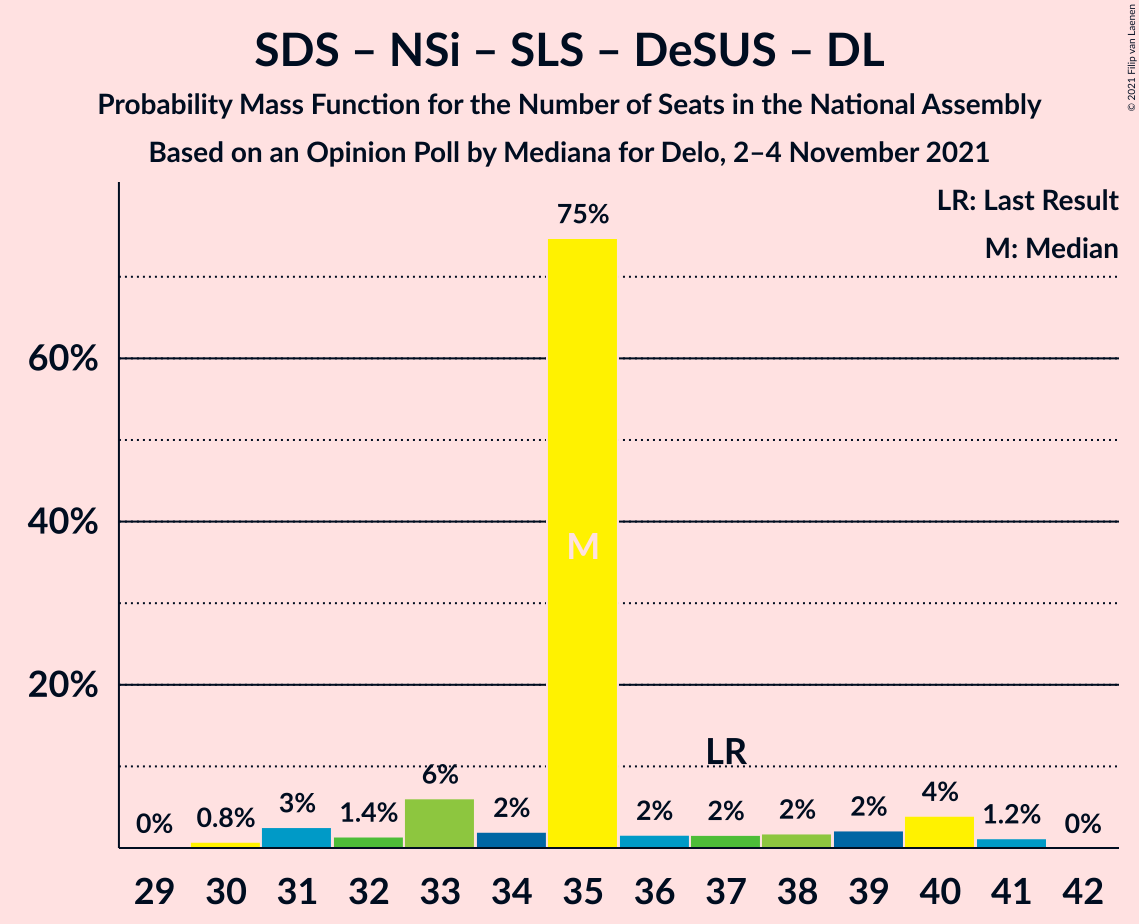 SDS – NSi – SLS – DeSUS – DL
Probability Mass Function for the Number of Seats in the National Assembly
Based on an Opinion Poll by Mediana for Delo, 2–4 November 2021
© 2021 Filip van Laenen
LR: Last Result
M: Median
75%
60%
40%
M
20%
LR
0%
0.8%
3%
1.4%
6%
2%
2%
2%
2%
2%
4%
1.2%
0%
29 30 31 32 33 34 35 36 37 38 39 40 41 42